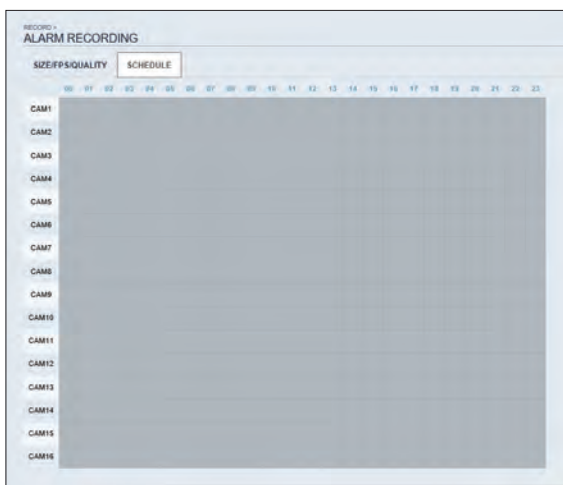 RECORD >
ALARM RECORDING
SIZE/FPS/QUALITY SCHEDULE
00 01 02 03 04 05 06 07 08 09 10 11 12 13 14 15 16 17 18 19 20 21 22 23
CAM1
CAM2
CAM3
CAM4
CAM5
CAM6
CAM7
CAM8
CAM9
CAM10
CAM11
CAM12
CAM13
CAM14
CAM15
CAM16